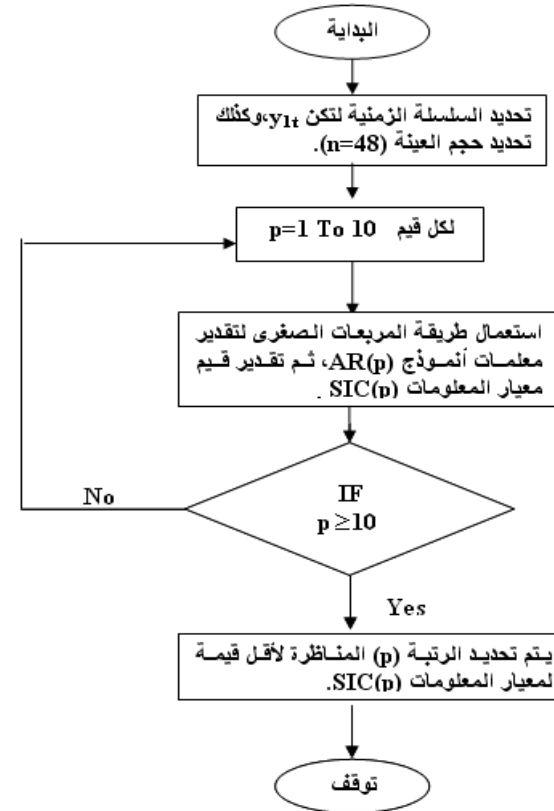 البداية
تحديد السلسلة الزمنية لتكن y1t،وكذلك
تحديد حجم العينة (n=48).
لكل قيم p=1 To 10
استعمال طريقة المربعات الصغرى لتقدير
معلمات أنموذج AR(p)، ثم تقدير قيم
معيار المعلومات SIC(p) .
IF
p ≥10
No
Yes
يتم تحديد الرتبة (p) المناظرة لأقل قيمة
لمعيار المعلومات SIC(p).
توقف